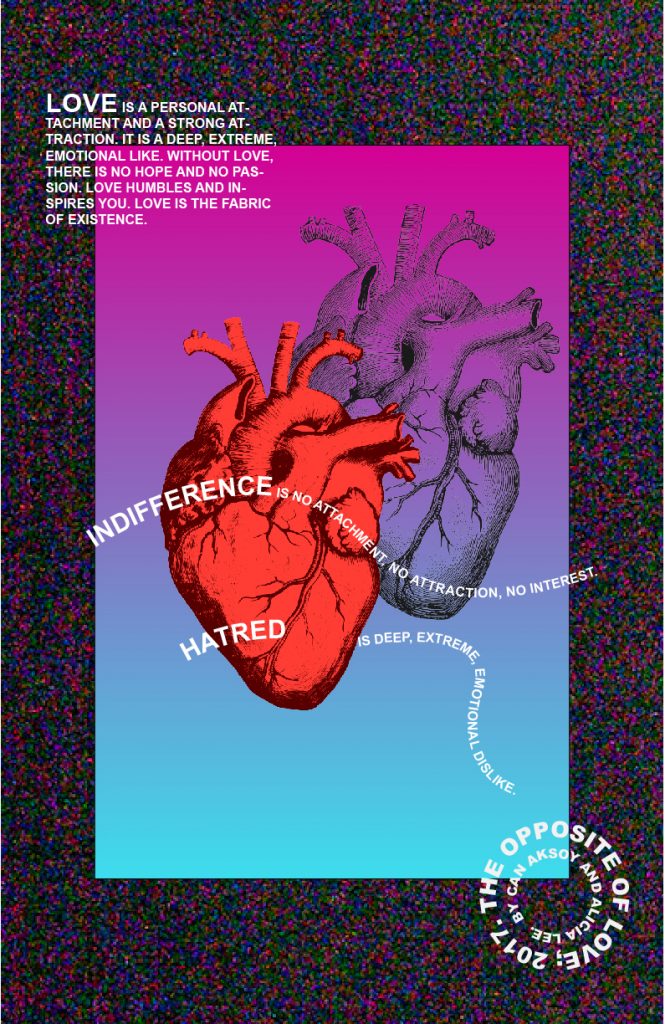 LOVE IS A PERSONAL AT-
TACHMENT AND A STRONG AT-
TRACTION. IT IS A DEEP, EXTREME,
EMOTIONAL LIKE. WITHOUT LOVE,
THERE IS NO HOPE AND NO PAS-
SION. LOVE HUMBLES AND IN-
SPIRES YOU. LOVE IS THE FABRIC
OF EXISTENCE.
INDIFFERENCE IS NO ATTACHMENT, NO ATTRACTION, NO INTEREST.
HATRED IS DEEP, EXTREME, EMOTIONAL DISLIKE.
THE OPPOSITE OF LOVE; 2017.
BY CAN AKSOY AND ALICIA LEE.